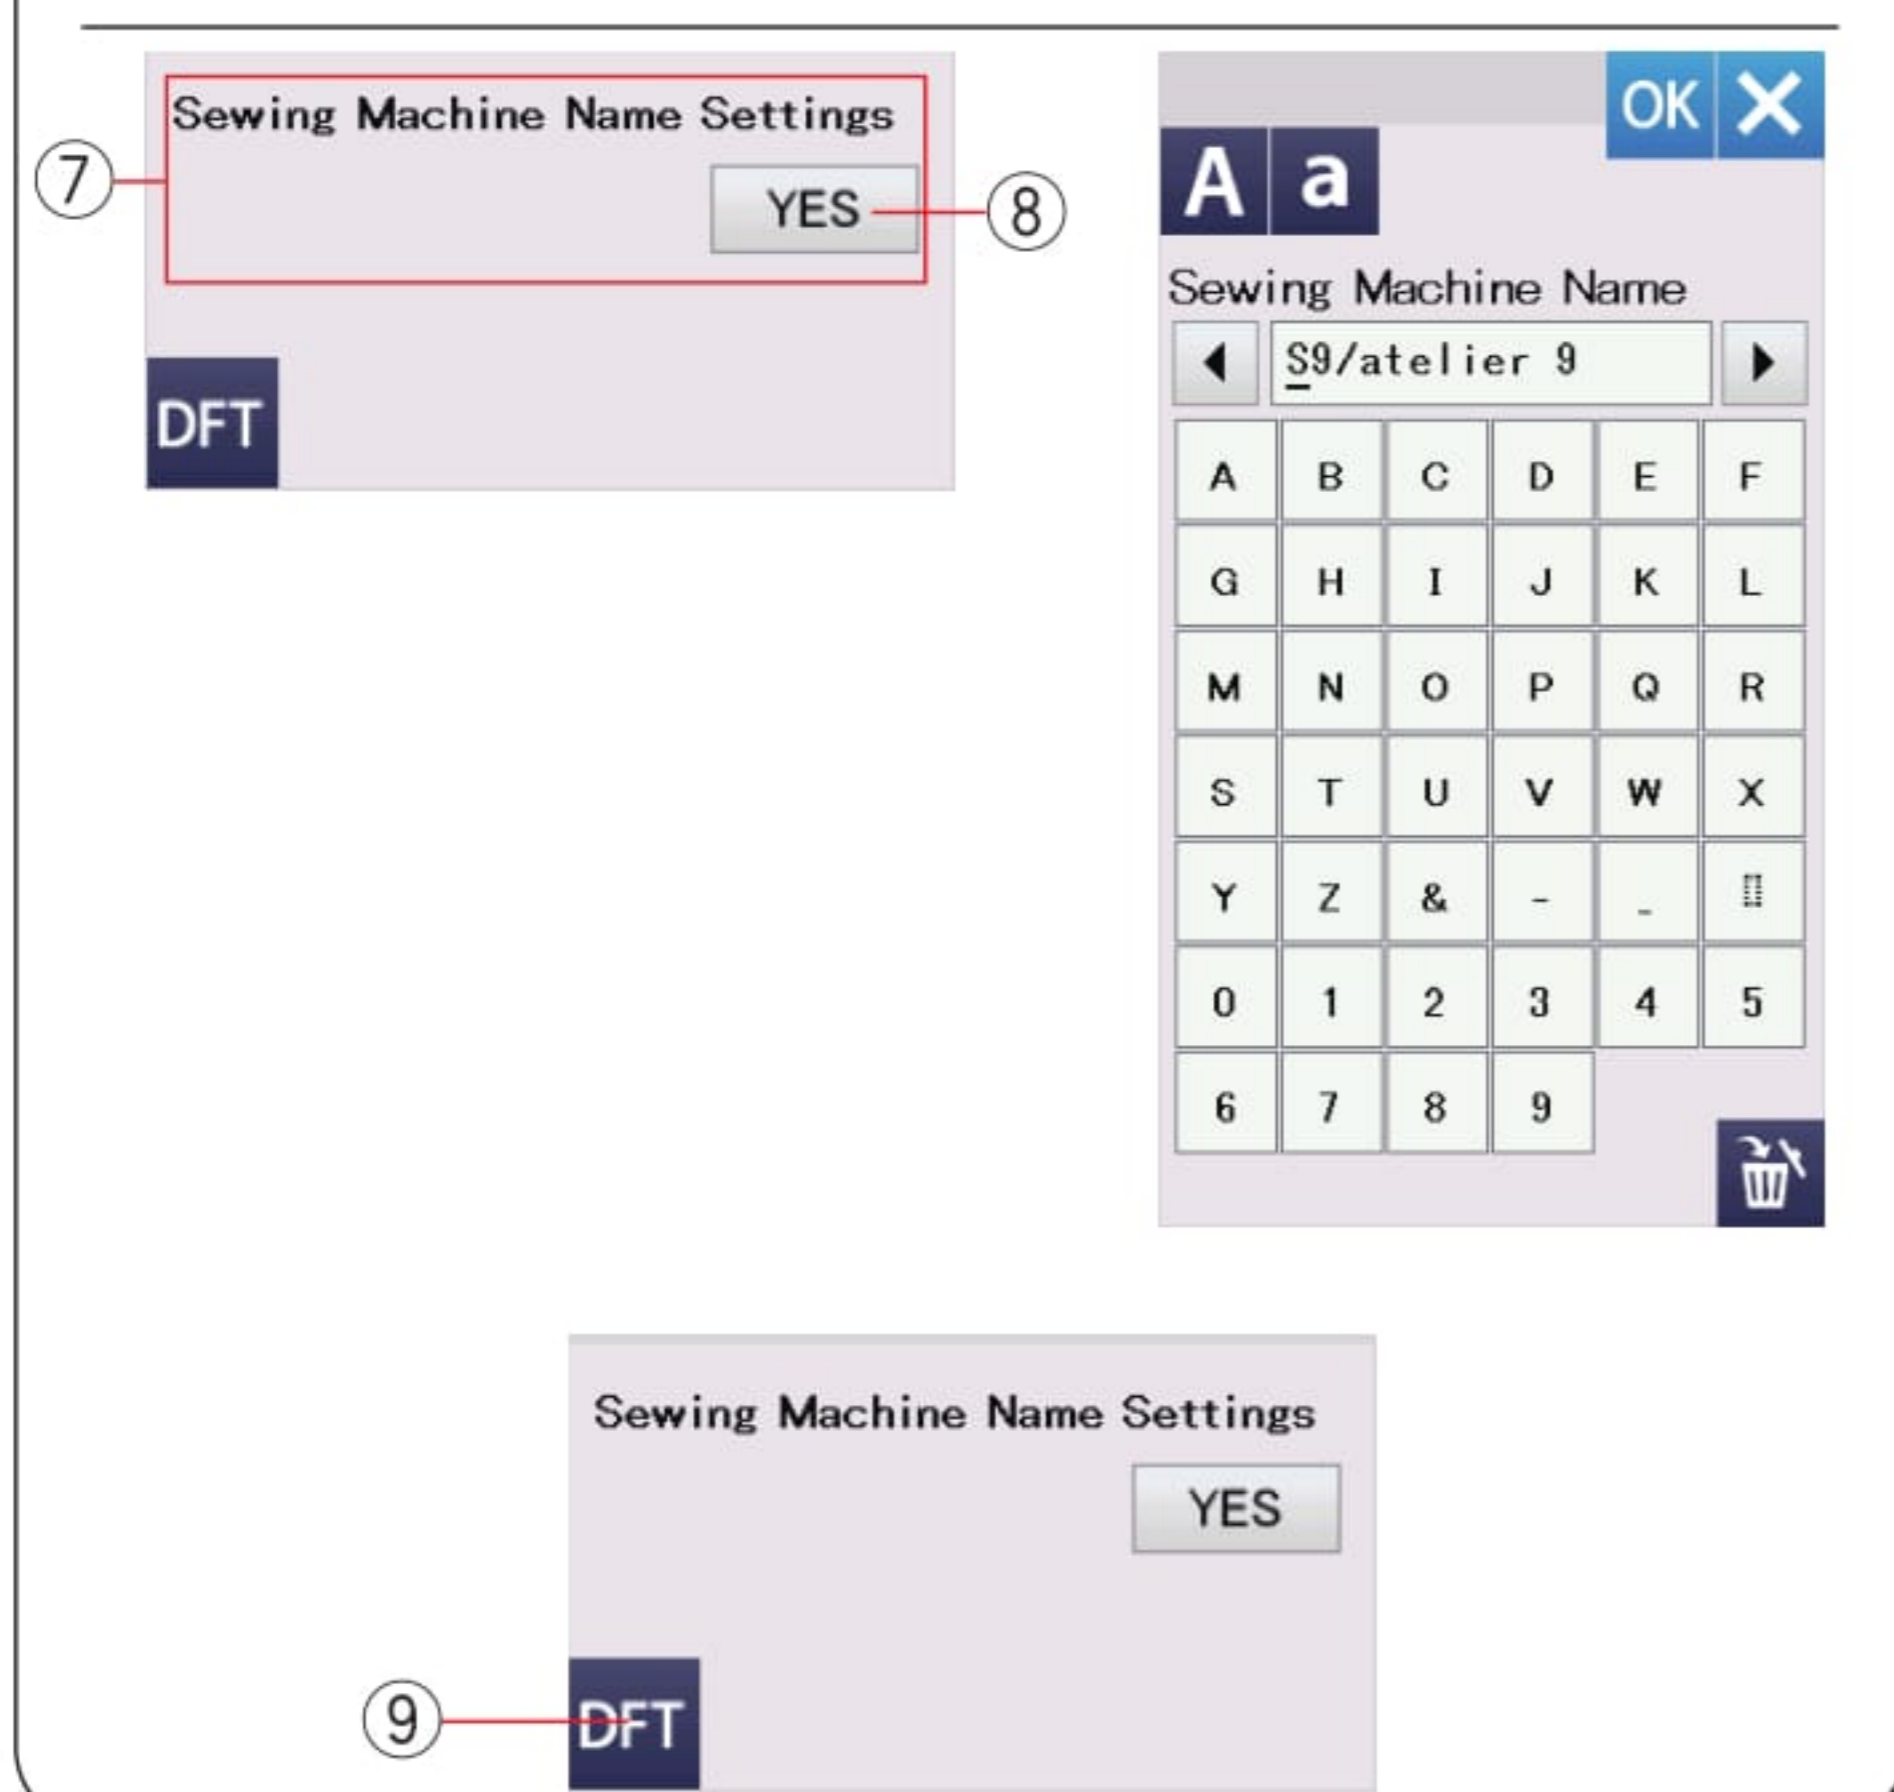 Sewing Machine Name Settings
⑦
YES
⑧
DFT
OK
A a
Sewing Machine Name
S9/atelier 9
A B C D E F
G H I J K L
M N O P Q R
S T U V W X
Y Z & - _
0 1 2 3 4 5
6 7 8 9
Sewing Machine Name Settings
YES
⑨
DFT